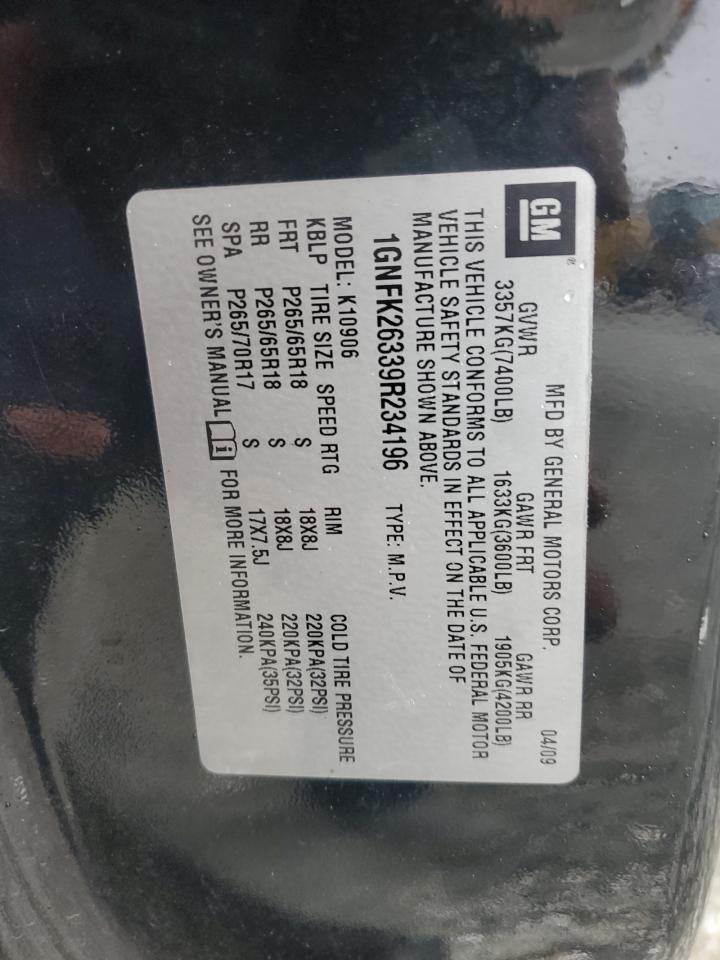 GM®
MFD BY GENERAL MOTORS CORP. 04/09
GVWR GAWR FRT GAWR RR
3357KG(7400LB) 1633KG(3600LB) 1905KG(4200LB)
THIS VEHICLE CONFORMS TO ALL APPLICABLE U.S. FEDERAL MOTOR
VEHICLE SAFETY STANDARDS IN EFFECT ON THE DATE OF
MANUFACTURE SHOWN ABOVE.
1GNFK26339R234196 TYPE: M.P.V.
MODEL: K10906
KBLP TIRE SIZE SPEED RTG RIM COLD TIRE PRESSURE
FRT P265/65R18 S 18X8J 220KPA(32PSI)
RR P265/65R18 S 18X8J 220KPA(32PSI)
SPA P265/70R17 S 17X7.5J 240KPA(35PSI)
SEE OWNER'S MANUAL i FOR MORE INFORMATION.